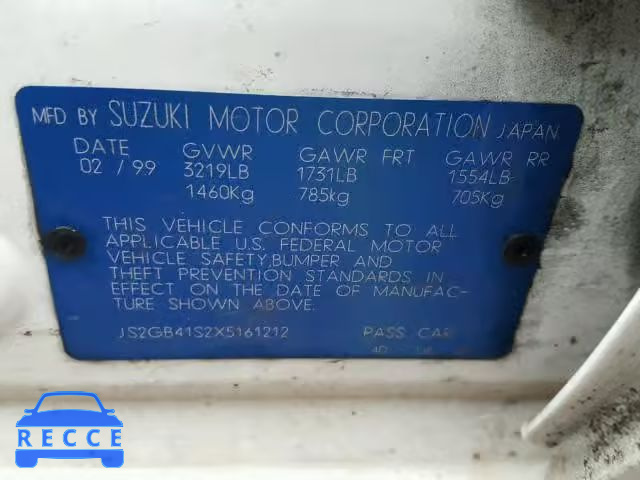 MFD BY SUZUKI MOTOR CORPORATION JAPAN
DATE GVWR GAWR FRT GAWR RR
02 / 99 3219LB 1731LB 1554LB
1460Kg 785Kg 705Kg
THIS VEHICLE CONFORMS TO ALL
APPLICABLE U.S. FEDERAL MOTOR
VEHICLE SAFETY,BUMPER AND
THEFT PREVENTION STANDARDS IN
EFFECT ON THE DATE OF MANUFAC-
TURE SHOWN ABOVE.
JS2GB41S2X5161212 PASS CAR
RECCE